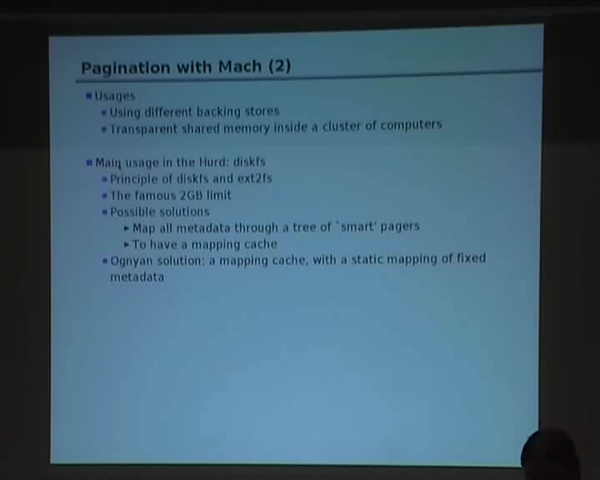 Pagination with Mach (2)
Usages
Using different backing stores
Transparent shared memory inside a cluster of computers
Main usage in the Hurd: diskfs
Principle of diskfs and ext2fs
The famous 2GB limit
Possible solutions
Map all metadata through a tree of `smart' pagers
To have a mapping cache
Ognyan solution: a mapping cache, with a static mapping of fixed
metadata